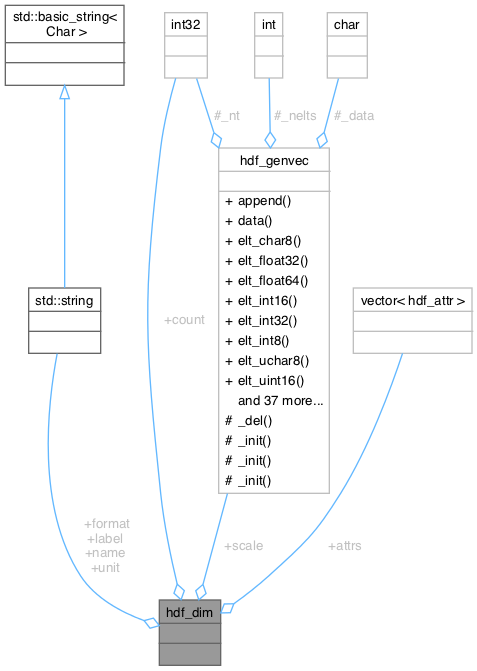 std::basic_string<
Char >
int32
int
char
#_nt
#_nelts
#_data
hdf_genvec
+ append()
+ data()
+ elt_char8()
+ elt_float32()
+ elt_float64()
+ elt_int16()
+ elt_int32()
+ elt_int8()
+ elt_uchar8()
+ elt_uint16()
and 37 more...
# _del()
# _init()
# _init()
# _init()
std::string
vector< hdf_attr >
+count
+format
+label
+name
+unit
+scale
+attrs
hdf_dim